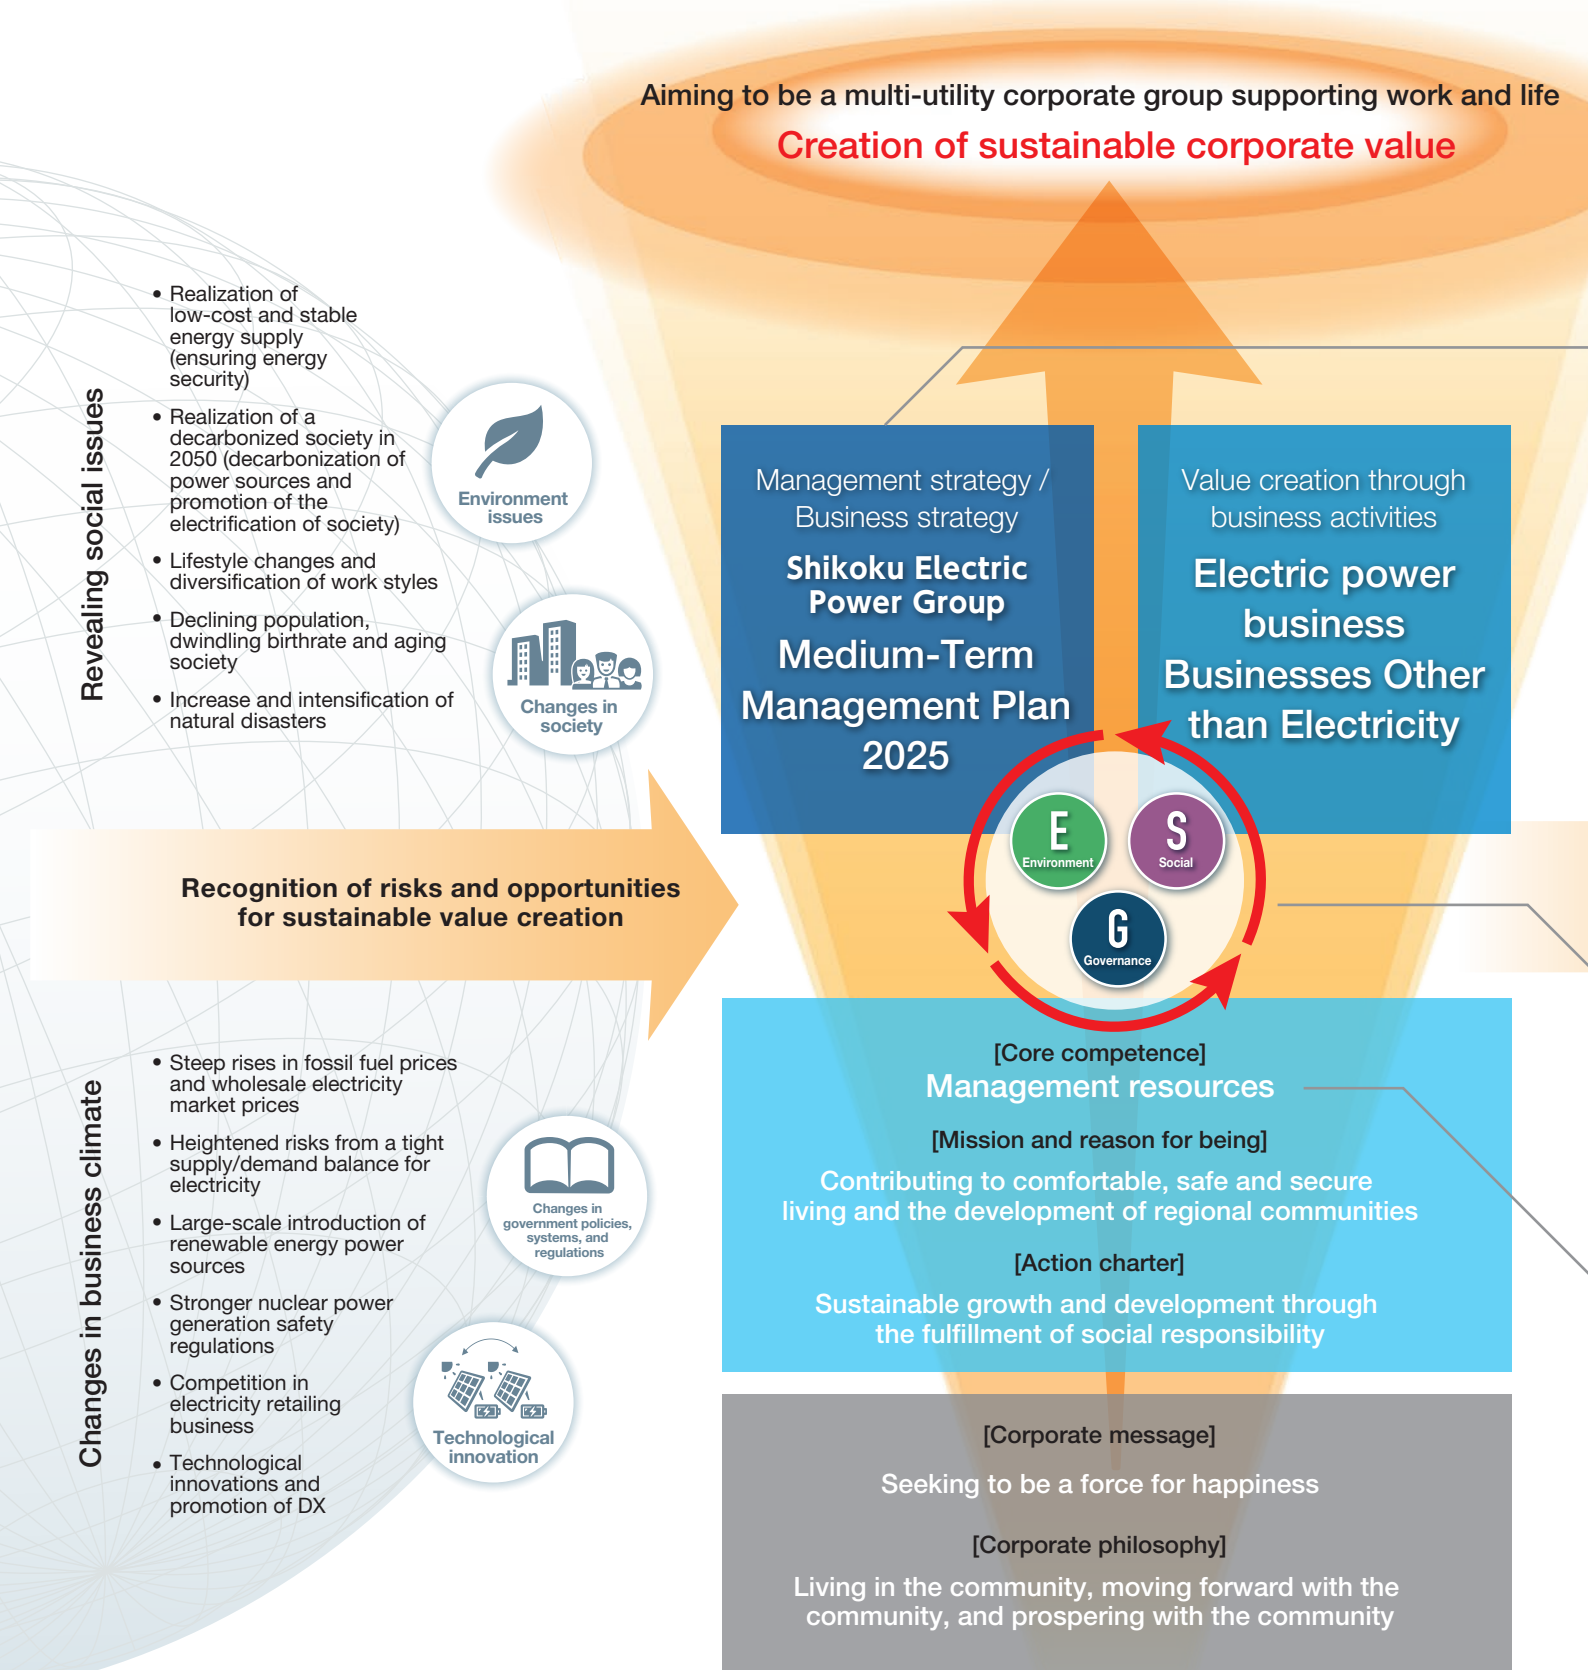 Aiming to be a multi-utility corporate group supporting work and life
Creation of sustainable corporate value
Revealing social issues
• Realization of
low-cost and stable
energy supply
(ensuring energy
security)
• Realization of a
decarbonized society in
2050 (decarbonization of
power sources and
promotion of the
electrification of society)
• Lifestyle changes and
diversification of work styles
• Declining population,
dwindling birthrate and aging
society
• Increase and intensification of
natural disasters
Environment
issues
Changes in
society
Recognition of risks and opportunities
for sustainable value creation
Changes in business climate
• Steep rises in fossil fuel prices
and wholesale electricity
market prices
• Heightened risks from a tight
supply/demand balance for
electricity
• Large-scale introduction of
renewable energy power
sources
• Stronger nuclear power
generation safety
regulations
• Competition in
electricity retailing
business
• Technological
innovations and
promotion of DX
Changes in
government policies,
systems, and
regulations
Technological
innovation
Management strategy /
Business strategy
Shikoku Electric
Power Group
Medium-Term
Management Plan
2025
Value creation through
business activities
Electric power
business
Businesses Other
than Electricity
E
Environment
S
Social
G
Governance
[Core competence]
Management resources
[Mission and reason for being]
Contributing to comfortable, safe and secure
living and the development of regional communities
[Action charter]
Sustainable growth and development through
the fulfillment of social responsibility
[Corporate message]
Seeking to be a force for happiness
[Corporate philosophy]
Living in the community, moving forward with the
community, and prospering with the community